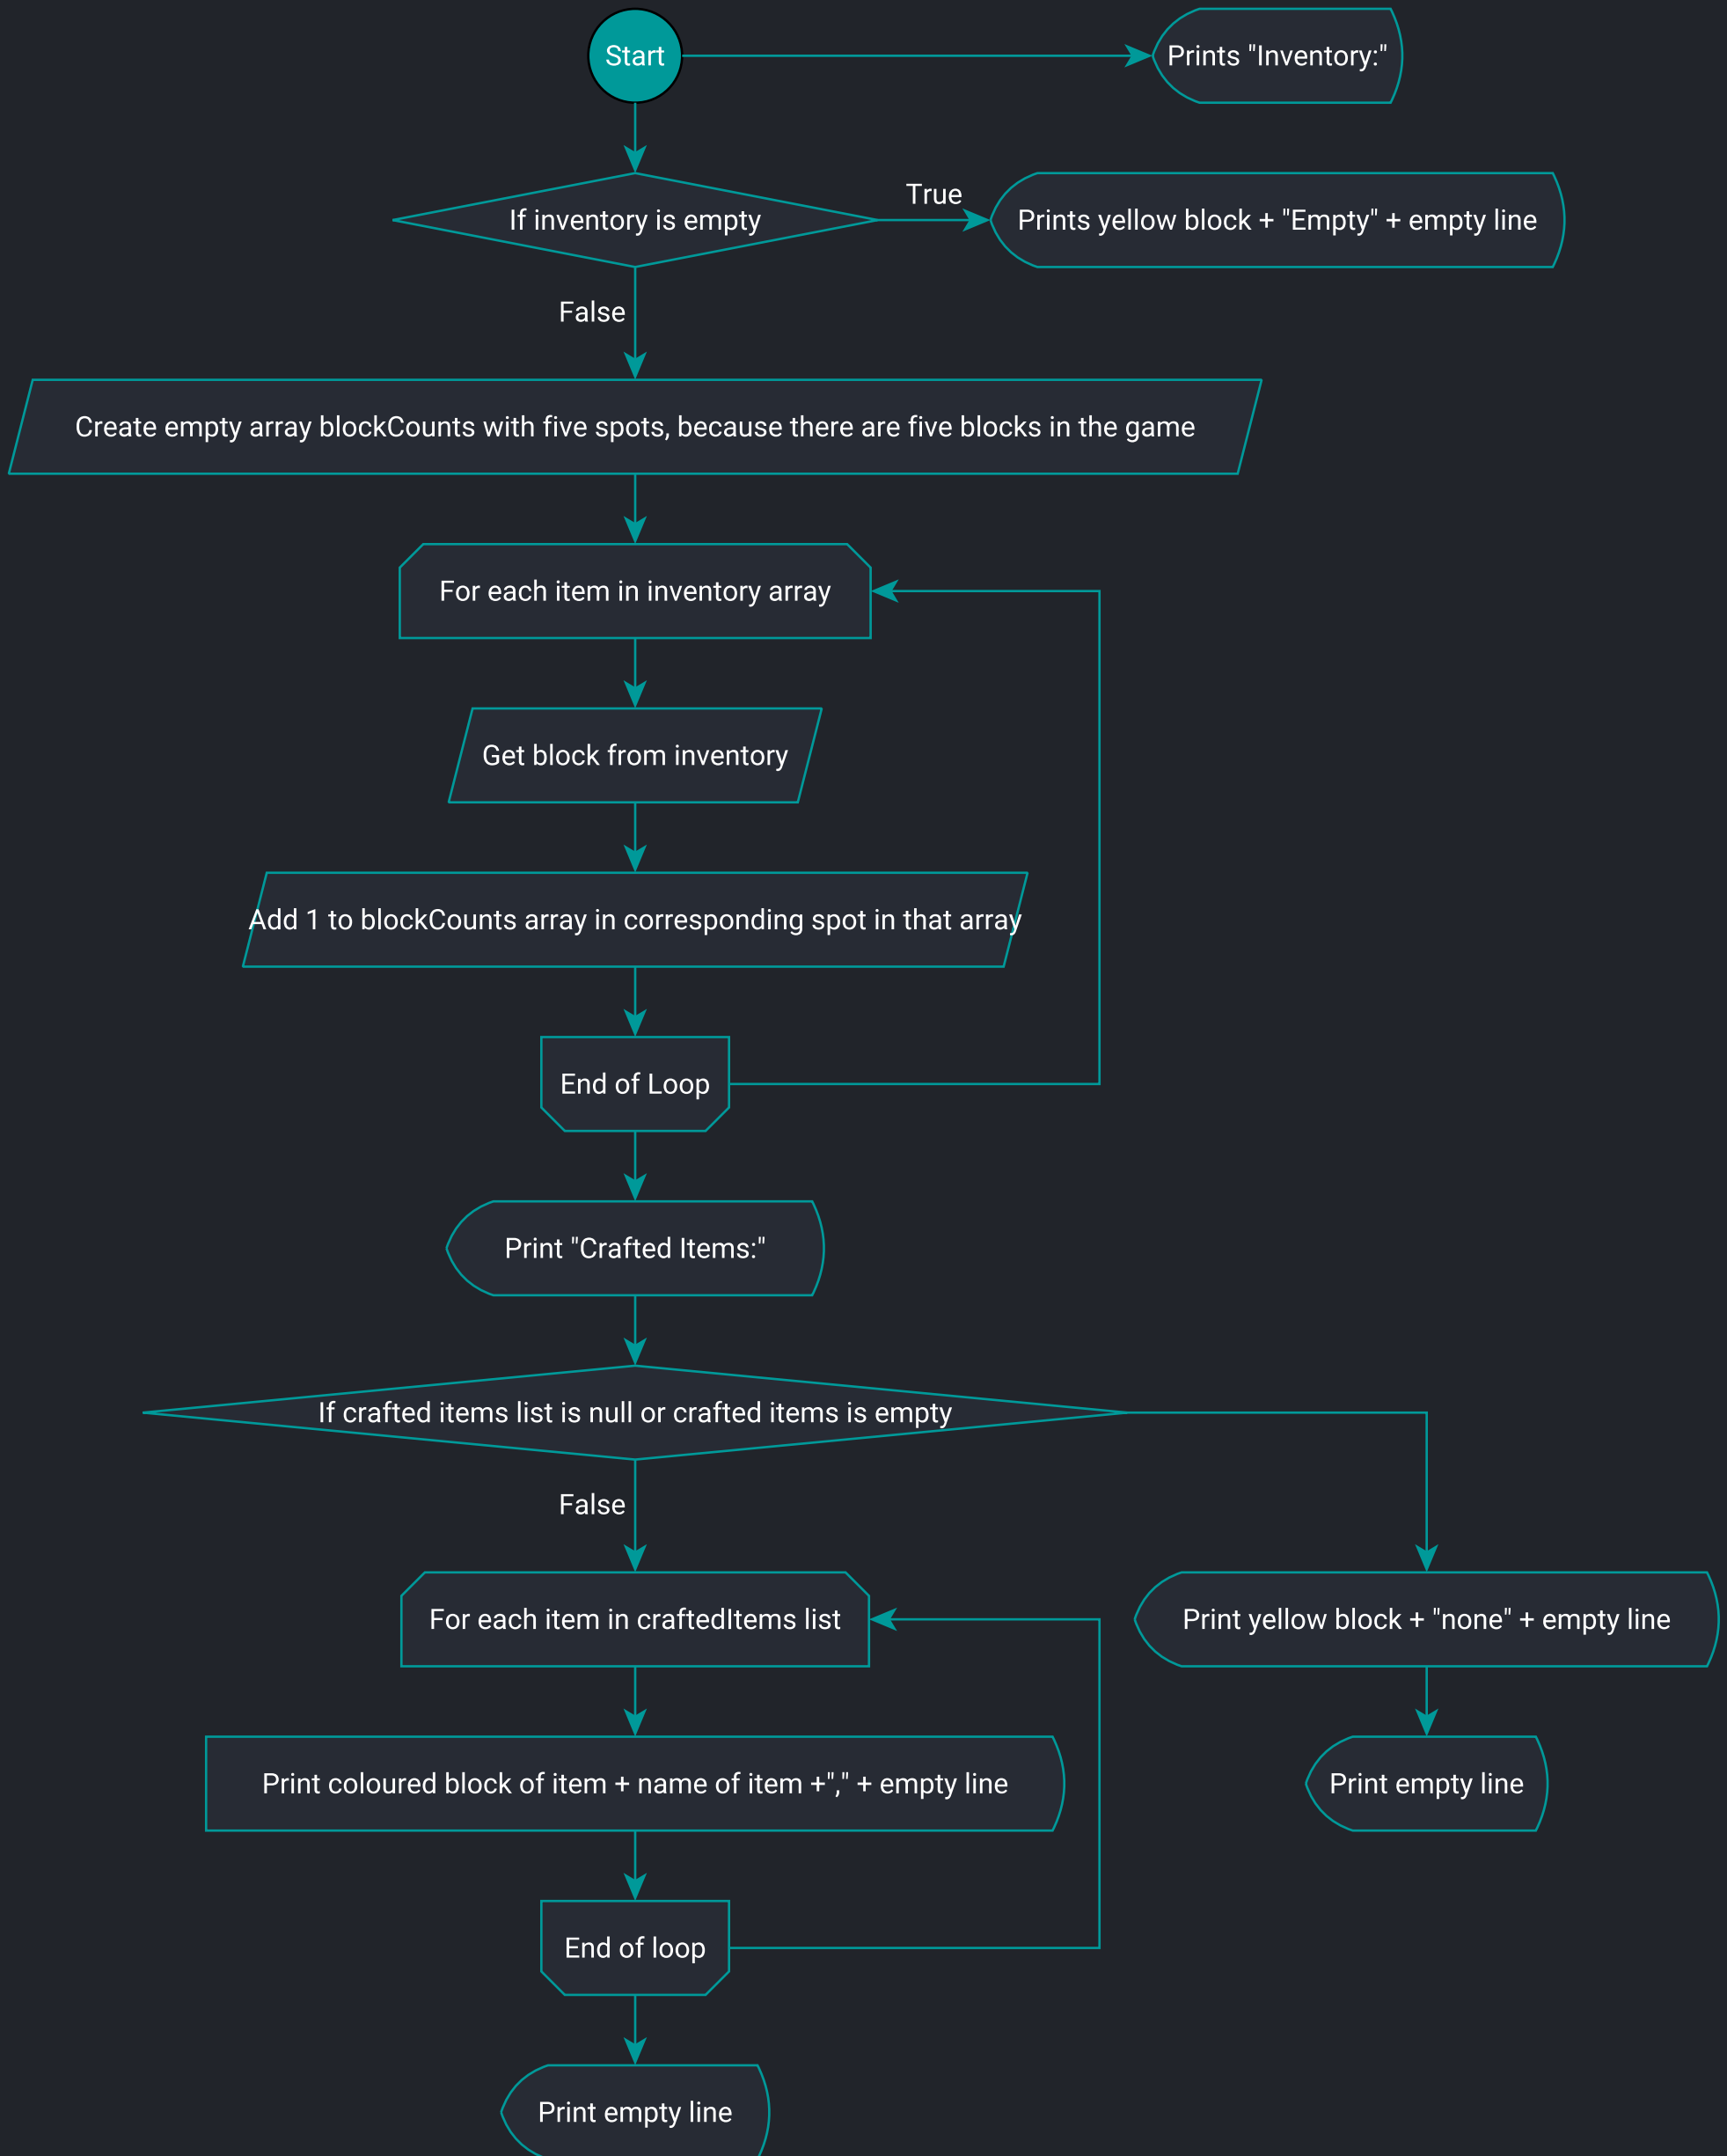 Start
Prints "Inventory:"
If inventory is empty
True
Prints yellow block + "Empty" + empty line
False
Create empty array blockCounts with five spots, because there are five blocks in the game
For each item in inventory array
Get block from inventory
Add 1 to blockCounts array in corresponding spot in that array
End of Loop
Print "Crafted Items:"
If crafted items list is null or crafted items is empty
False
For each item in craftedItems list
Print yellow block + "none" + empty line
Print coloured block of item + name of item +"," + empty line
Print empty line
End of loop
Print empty line